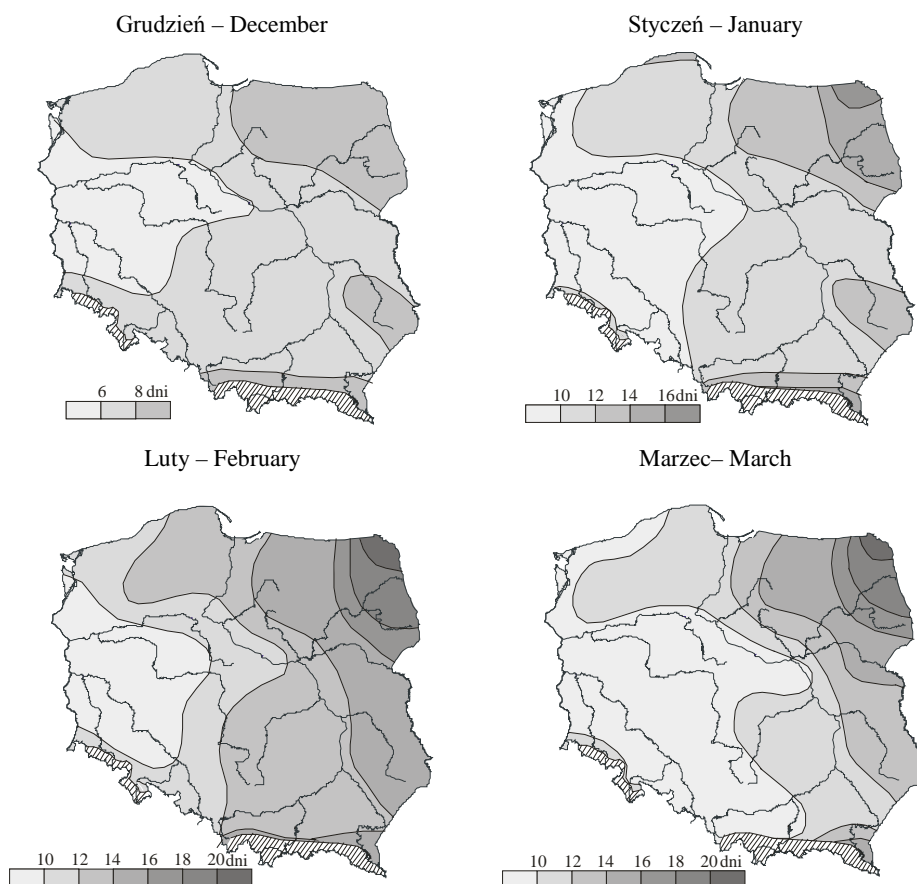 Grudzień – December
Styczeń – January
6 8 dni
10 12 14 16 dni
Luty – February
Marzec– March
10 12 14 16 18 20 dni
10 12 14 16 18 20 dni